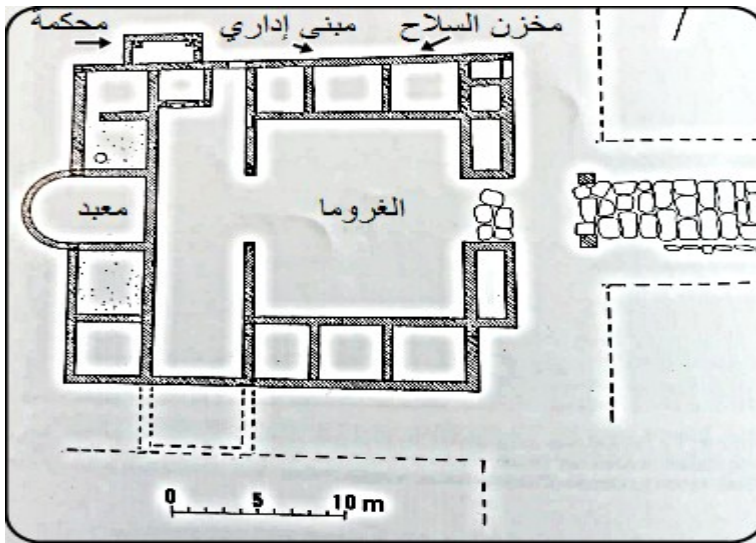 محكمة
مبنى إداري
مخزن السلاح
معبد
الغروما
0 5 10 m